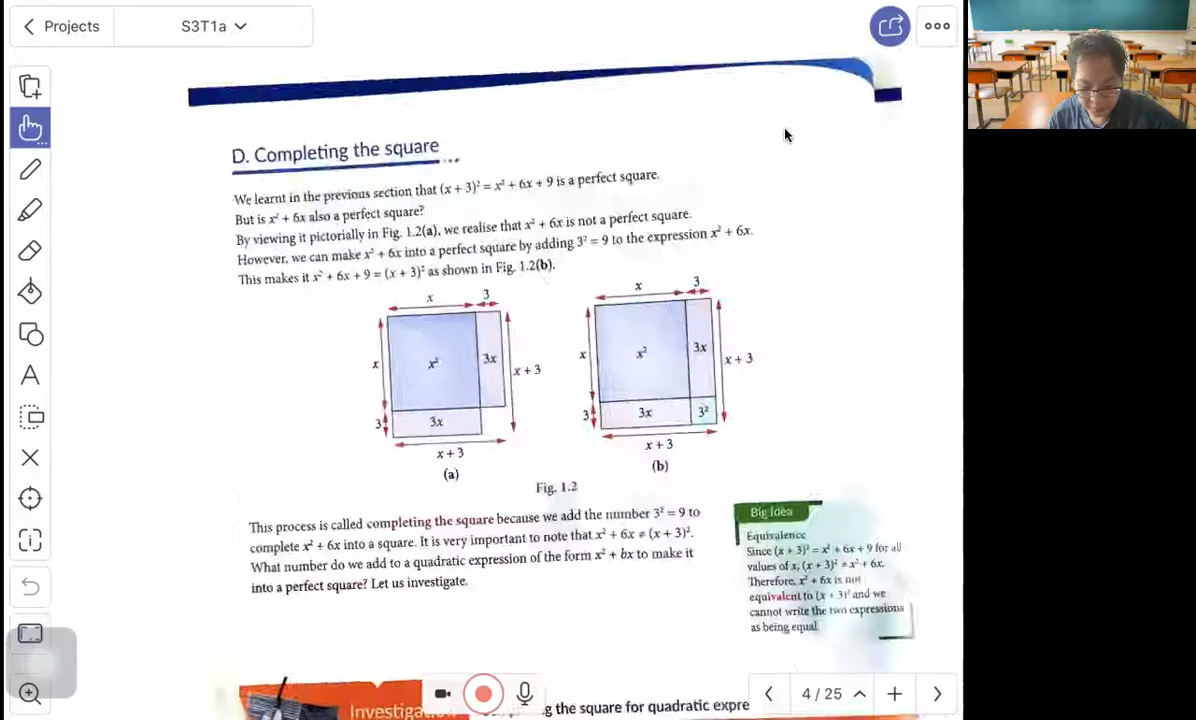 Projects
S3T1a
D. Completing the square
We learnt in the previous section that (x + 3)² = x² + 6x + 9 is a perfect square.
But is x² + 6x also a perfect square?
By viewing it pictorially in Fig. 1.2(a), we realise that x² + 6x is not a perfect square.
However, we can make x² + 6x into a perfect square by adding 3² = 9 to the expression x² + 6x.
This makes it x² + 6x + 9 = (x + 3)² as shown in Fig. 1.2(b).
x 3
x x² 3x x + 3
3 3x
x + 3
(a)
x 3
x x² 3x x + 3
3 3x 3²
x + 3
(b)
Fig. 1.2
This process is called completing the square because we add the number 3² = 9 to
complete x² + 6x into a square. It is very important to note that x² + 6x ≠ (x + 3)².
What number do we add to a quadratic expression of the form x² + bx to make it
into a perfect square? Let us investigate.
Big Idea
Equivalence
Since (x + 3)² = x² + 6x + 9 for all
values of x, (x + 3)² ≠ x² + 6x.
Therefore, x² + 6x is not
equivalent to (x + 3)² and we
cannot write the two expressions
as being equal.
g the square for quadratic expre
4 / 25
A